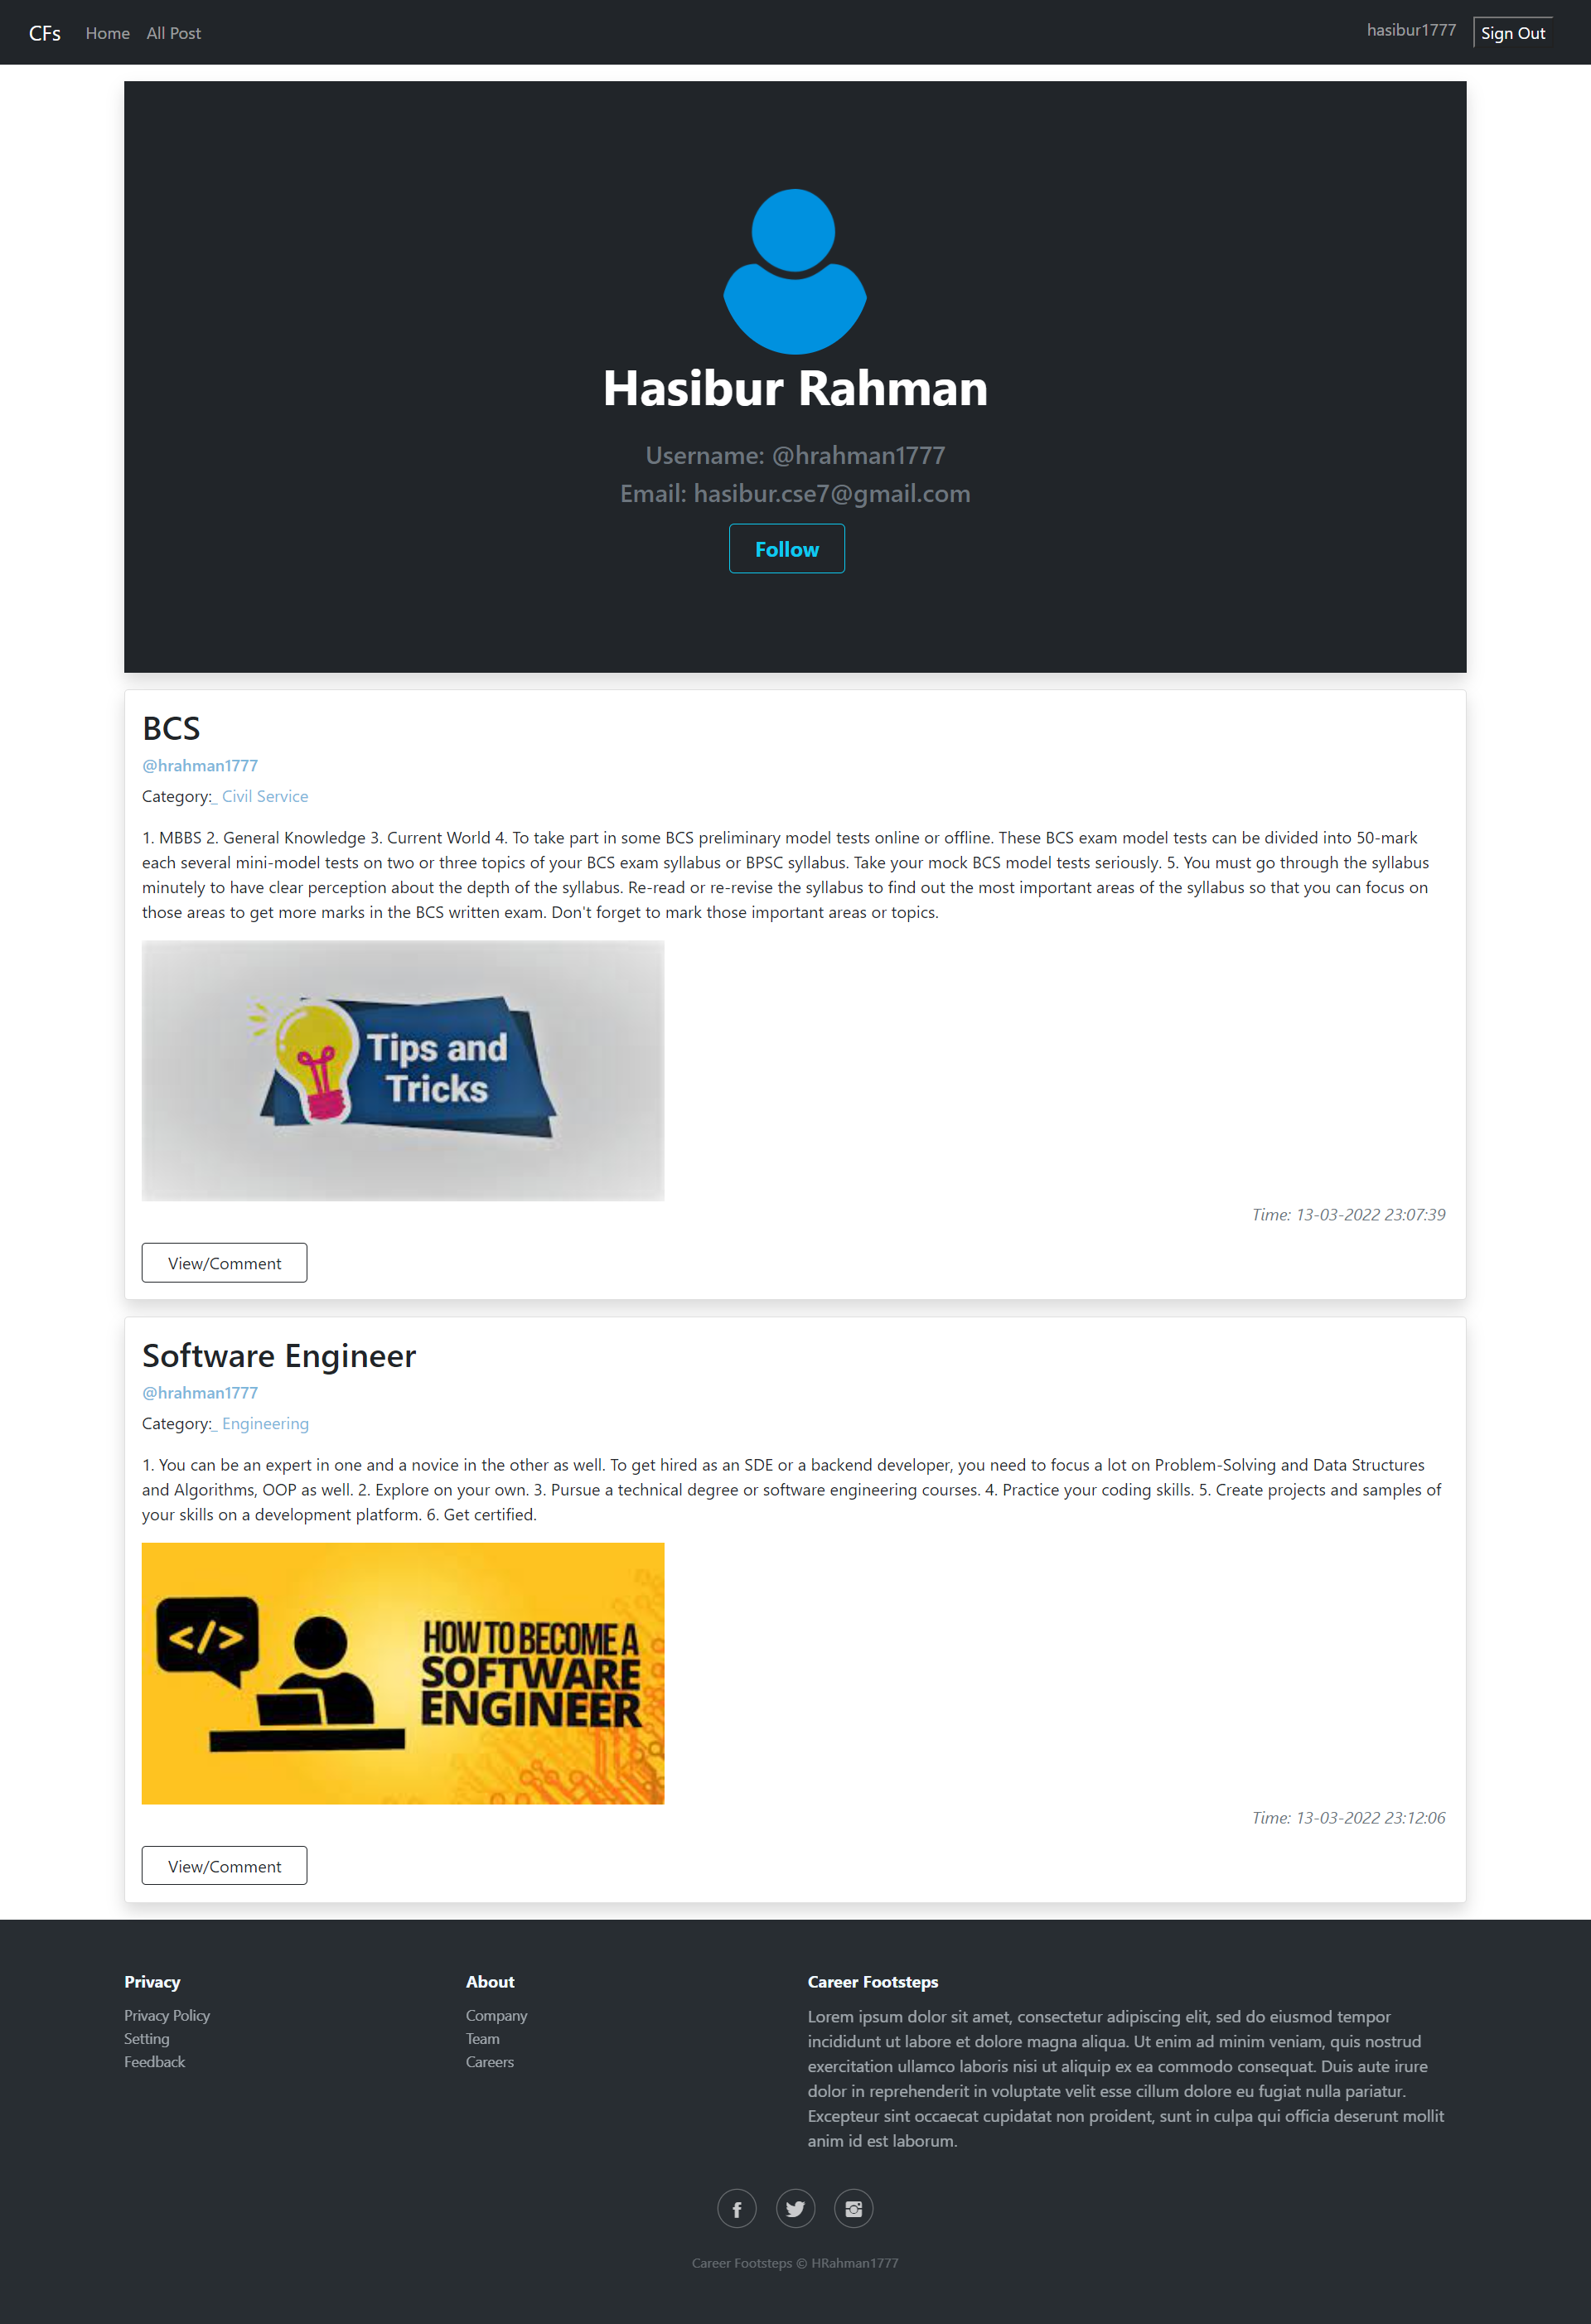 CFs Home All Post hasibur1777 Sign Out
Hasibur Rahman
Username: @hrahman1777
Email: hasibur.cse7@gmail.com
Follow
BCS
@hrahman1777
Category:_ Civil Service
1. MBBS 2. General Knowledge 3. Current World 4. To take part in some BCS preliminary model tests online or offline. These BCS exam model tests can be divided into 50-mark
each several mini-model tests on two or three topics of your BCS exam syllabus or BPSC syllabus. Take your mock BCS model tests seriously. 5. You must go through the syllabus
minutely to have clear perception about the depth of the syllabus. Re-read or re-revise the syllabus to find out the most important areas of the syllabus so that you can focus on
those areas to get more marks in the BCS written exam. Don't forget to mark those important areas or topics.
Tips and
Tricks
Time: 13-03-2022 23:07:39
View/Comment
Software Engineer
@hrahman1777
Category:_ Engineering
1. You can be an expert in one and a novice in the other as well. To get hired as an SDE or a backend developer, you need to focus a lot on Problem-Solving and Data Structures
and Algorithms, OOP as well. 2. Explore on your own. 3. Pursue a technical degree or software engineering courses. 4. Practice your coding skills. 5. Create projects and samples of
your skills on a development platform. 6. Get certified.
</>
HOW TO BECOME A
SOFTWARE
ENGINEER
Time: 13-03-2022 23:12:06
View/Comment
Privacy
Privacy Policy
Setting
Feedback
About
Company
Team
Careers
Career Footsteps
Lorem ipsum dolor sit amet, consectetur adipiscing elit, sed do eiusmod tempor
incididunt ut labore et dolore magna aliqua. Ut enim ad minim veniam, quis nostrud
exercitation ullamco laboris nisi ut aliquip ex ea commodo consequat. Duis aute irure
dolor in reprehenderit in voluptate velit esse cillum dolore eu fugiat nulla pariatur.
Excepteur sint occaecat cupidatat non proident, sunt in culpa qui officia deserunt mollit
anim id est laborum.
Career Footsteps © HRahman1777